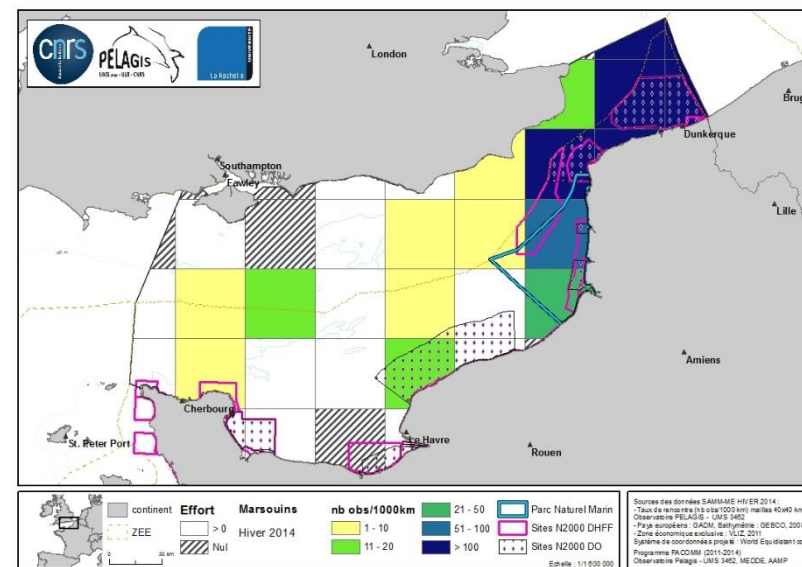 cnrs
PELAGIS
UMS 3462 - ULR - CNRS
La Rochelle
London
Brug
Dunkerque
Southampton
Fawley
Lille
Amiens
Cherbourg
St. Peter Port
Le Havre
Rouen
continent
ZEE
30 km
Effort
> 0
Nul
Marsouins
Hiver 2014
nb obs/1000km
1 - 10
11 - 20
21 - 50
51 - 100
> 100
Parc Naturel Marin
Sites N2000 DHFF
Sites N2000 DO
Echelle : 1/1 600 000
Sources des données SAMM-ME HIVER 2014 :
- Taux de rencontre (nb obs/1000 km) mailles 40x40 km
Observatoire PELAGIS - UMS 3462
- Pays européens : GADM, Bathymétrie : GEBCO, 200
- Zone économique exclusive : VLIZ, 2011
Système de coordonnées projeté : World Equidistant
Programme PACOMM (2011-2014)
Observatoire Pelagis - UMS 3462, MEDDE, AAMP